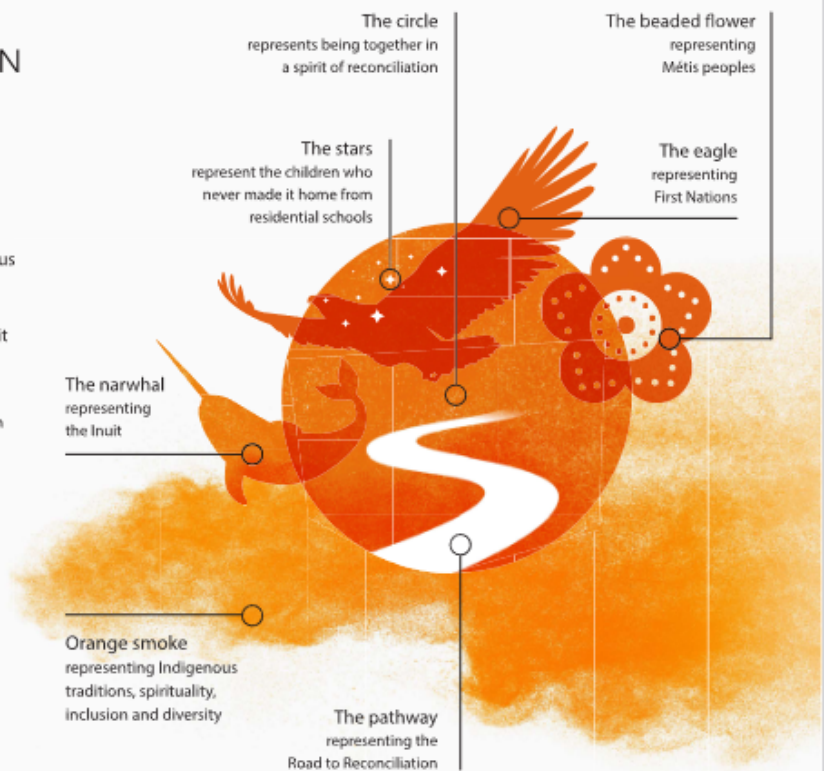 N
us
it
The circle
represents being together in
a spirit of reconciliation
The beaded flower
representing
Métis peoples
The stars
represent the children who
never made it home from
residential schools
The eagle
representing
First Nations
The narwhal
representing
the Inuit
Orange smoke
representing Indigenous
traditions, spirituality,
inclusion and diversity
The pathway
representing the
Road to Reconciliation